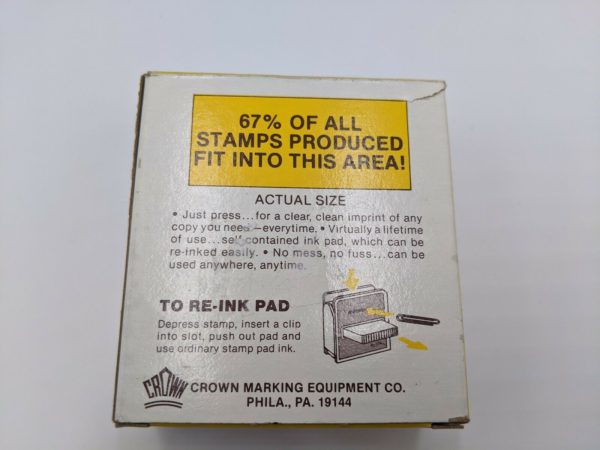 67% OF ALL
STAMPS PRODUCED
FIT INTO THIS AREA!
ACTUAL SIZE
• Just press...for a clear, clean imprint of any
copy you need—everytime. • Virtually a lifetime
of use...self contained ink pad, which can be
re-inked easily. • No mess, no fuss...can be
used anywhere, anytime.
TO RE-INK PAD
Depress stamp, insert a clip
into slot, push out pad and
use ordinary stamp pad ink.
CROWN
CROWN MARKING EQUIPMENT CO.
PHILA., PA. 19144